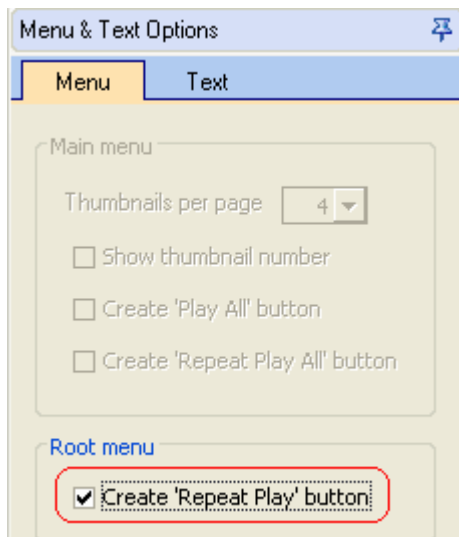 Menu & Text Options
Menu Text
Main menu
Thumbnails per page 4
Show thumbnail number
Create 'Play All' button
Create 'Repeat Play All' button
Root menu
Create 'Repeat Play' button